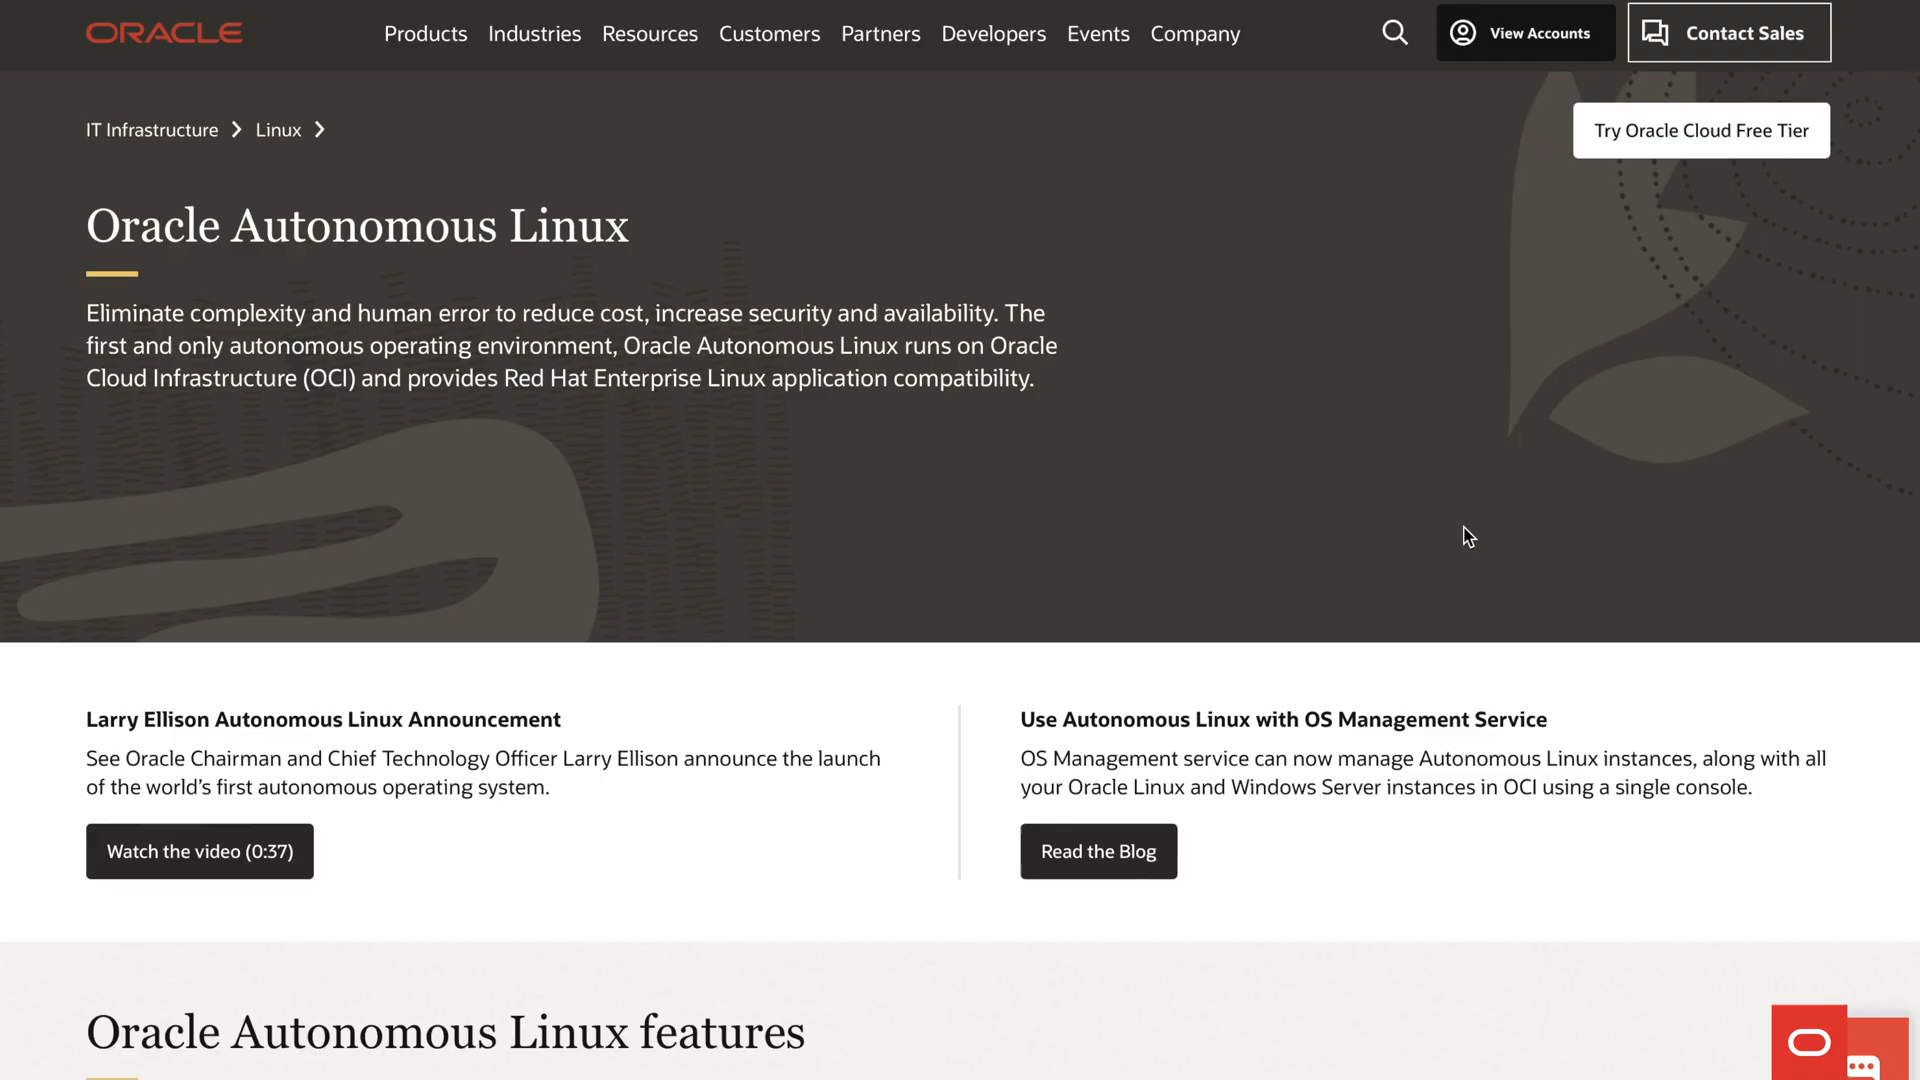 ORACLE
Products Industries Resources Customers Partners Developers Events Company
View Accounts
Contact Sales
IT Infrastructure Linux
Try Oracle Cloud Free Tier
Oracle Autonomous Linux
Eliminate complexity and human error to reduce cost, increase security and availability. The
first and only autonomous operating environment, Oracle Autonomous Linux runs on Oracle
Cloud Infrastructure (OCI) and provides Red Hat Enterprise Linux application compatibility.
Larry Ellison Autonomous Linux Announcement
See Oracle Chairman and Chief Technology Officer Larry Ellison announce the launch
of the world’s first autonomous operating system.
Watch the video (0:37)
Use Autonomous Linux with OS Management Service
OS Management service can now manage Autonomous Linux instances, along with all
your Oracle Linux and Windows Server instances in OCI using a single console.
Read the Blog
Oracle Autonomous Linux features